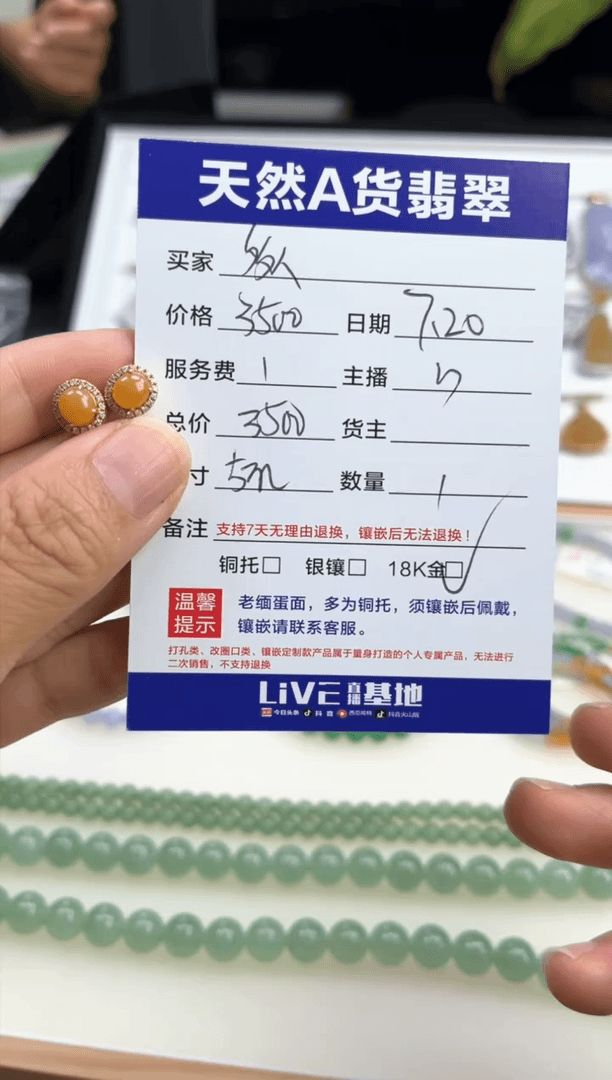 天然A货翡翠
买家
价格 3500 日期 7.20
服务费 1 主播
总价 3500 货主
寸 数量 1
备注 支持7天无理由退换，镶嵌后无法退换！
铜托□ 银镶□ 18K金□
温馨提示 老缅蛋面，多为铜托，须镶嵌后佩戴，
镶嵌请联系客服。
打孔类、改圈口类、镶嵌定制款产品属于量身打造的个人专属产品，无法进行
二次销售，不支持退换
LiVE直播基地
今日头条 抖音 西瓜视频 抖音火山版